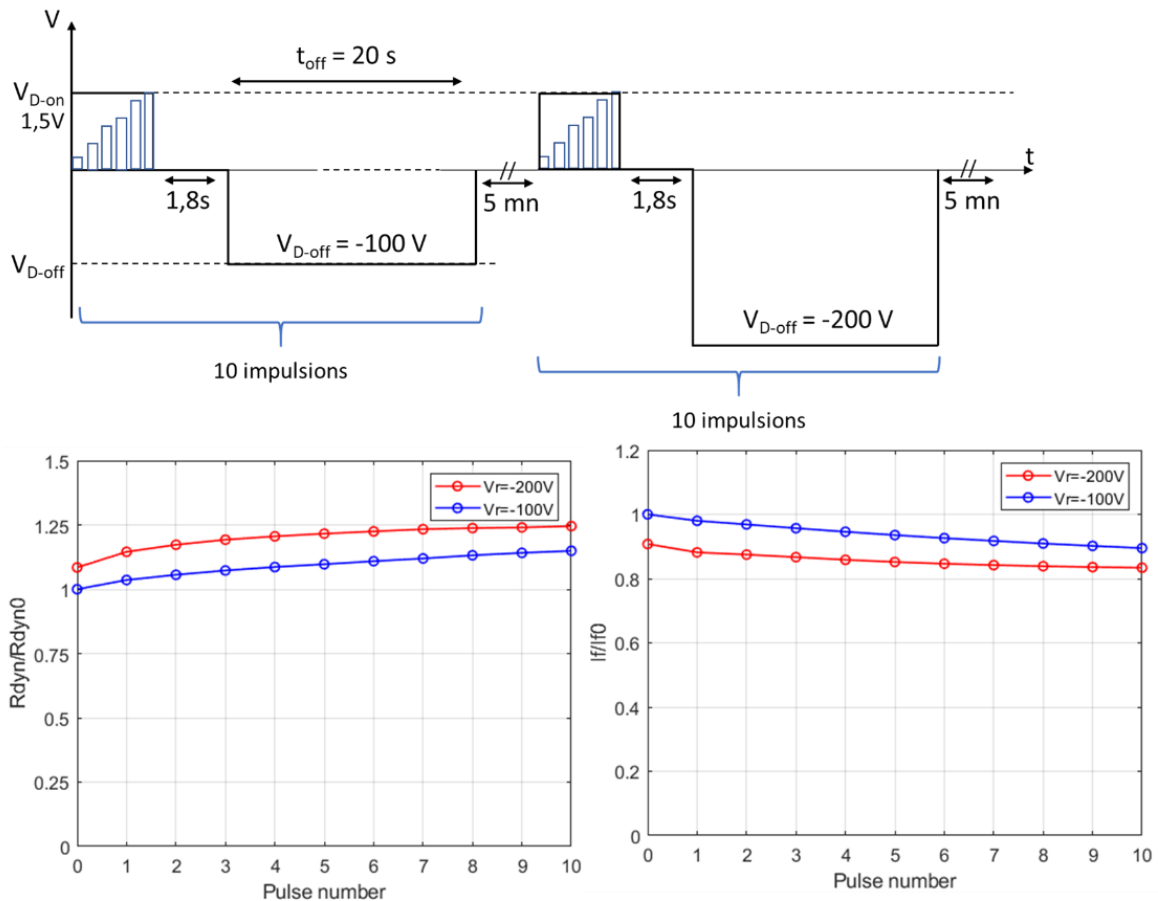 V
t_off = 20 s
V_D-on
1,5V
t
1,8s
5 mn
1,8s
5 mn
V_D-off = -100 V
V_D-off
V_D-off = -200 V
10 impulsions
10 impulsions
1.5
1.25
1
0.75
0.5
0.25
0
Rdyn/Rdyn0
Vr=-200V
Vr=-100V
0 1 2 3 4 5 6 7 8 9 10
Pulse number
1.2
1
0.8
0.6
0.4
0.2
0
If/If0
Vr=-200V
Vr=-100V
0 1 2 3 4 5 6 7 8 9 10
Pulse number